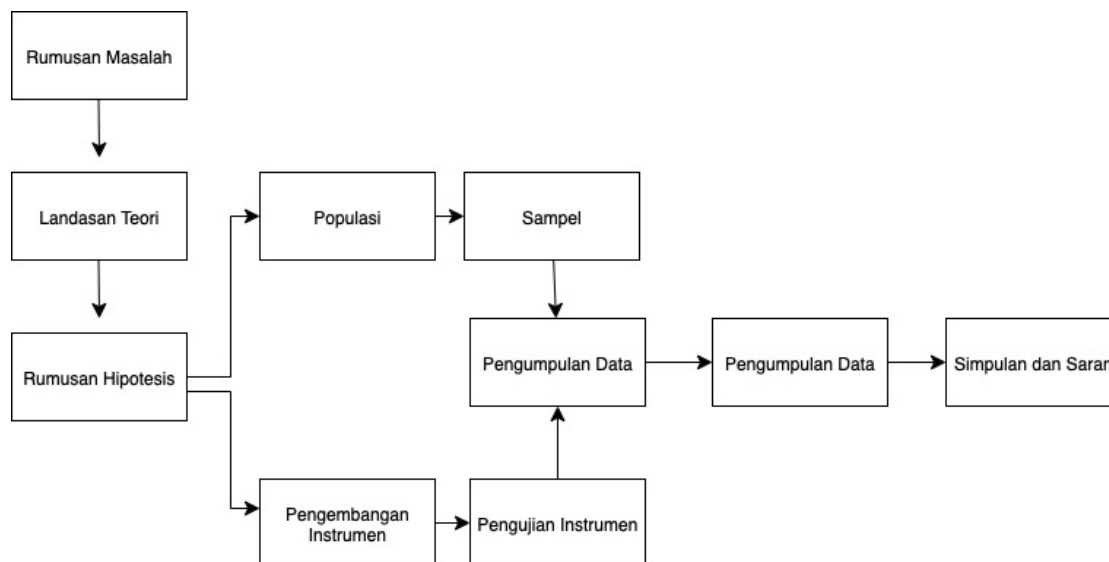 Rumusan Masalah
Landasan Teori
Populasi
Sampel
Rumusan Hipotesis
Pengumpulan Data
Pengumpulan Data
Simpulan dan Saran
Pengembangan
Instrumen
Pengujian Instrumen